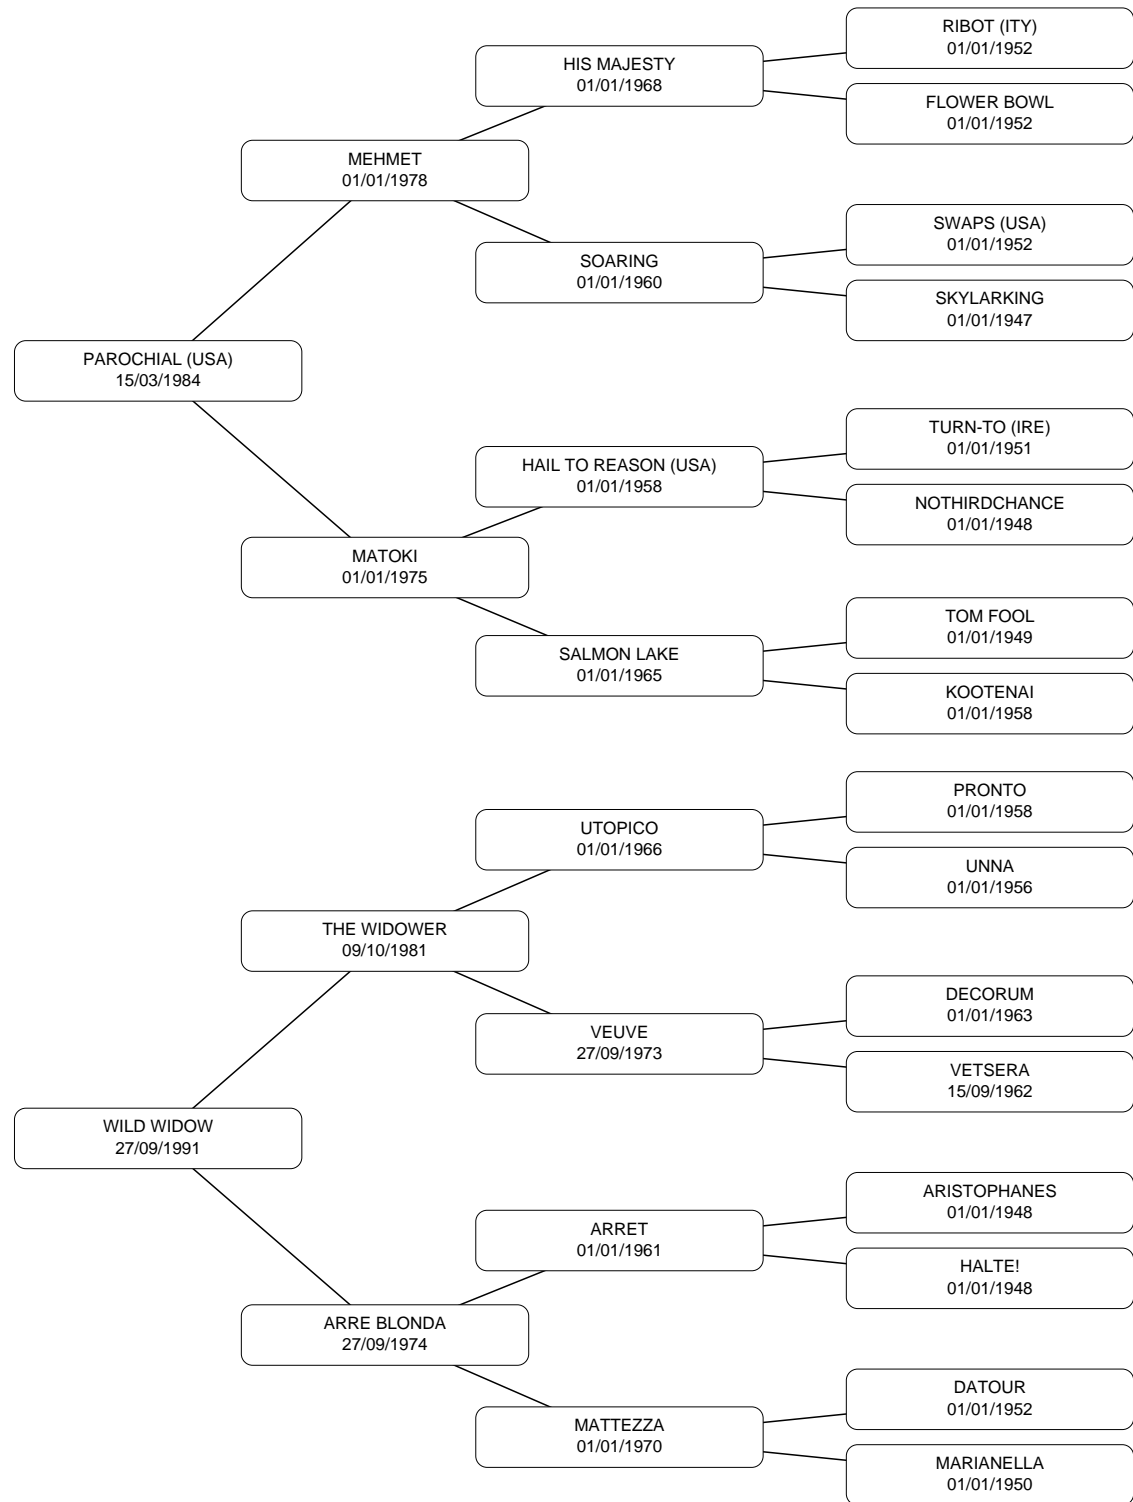 RIBOT (ITY)
01/01/1952
HIS MAJESTY
01/01/1968
FLOWER BOWL
01/01/1952
MEHMET
01/01/1978
SWAPS (USA)
01/01/1952
SOARING
01/01/1960
SKYLARKING
01/01/1947
PAROCHIAL (USA)
15/03/1984
TURN-TO (IRE)
01/01/1951
HAIL TO REASON (USA)
01/01/1958
NOTHIRDCHANCE
01/01/1948
MATOKI
01/01/1975
TOM FOOL
01/01/1949
SALMON LAKE
01/01/1965
KOOTENAI
01/01/1958
PRONTO
01/01/1958
UTOPICO
01/01/1966
UNNA
01/01/1956
THE WIDOWER
09/10/1981
DECORUM
01/01/1963
VEUVE
27/09/1973
VETSERA
15/09/1962
WILD WIDOW
27/09/1991
ARISTOPHANES
01/01/1948
ARRET
01/01/1961
HALTE!
01/01/1948
ARRE BLONDA
27/09/1974
DATOUR
01/01/1952
MATTEZZA
01/01/1970
MARIANELLA
01/01/1950